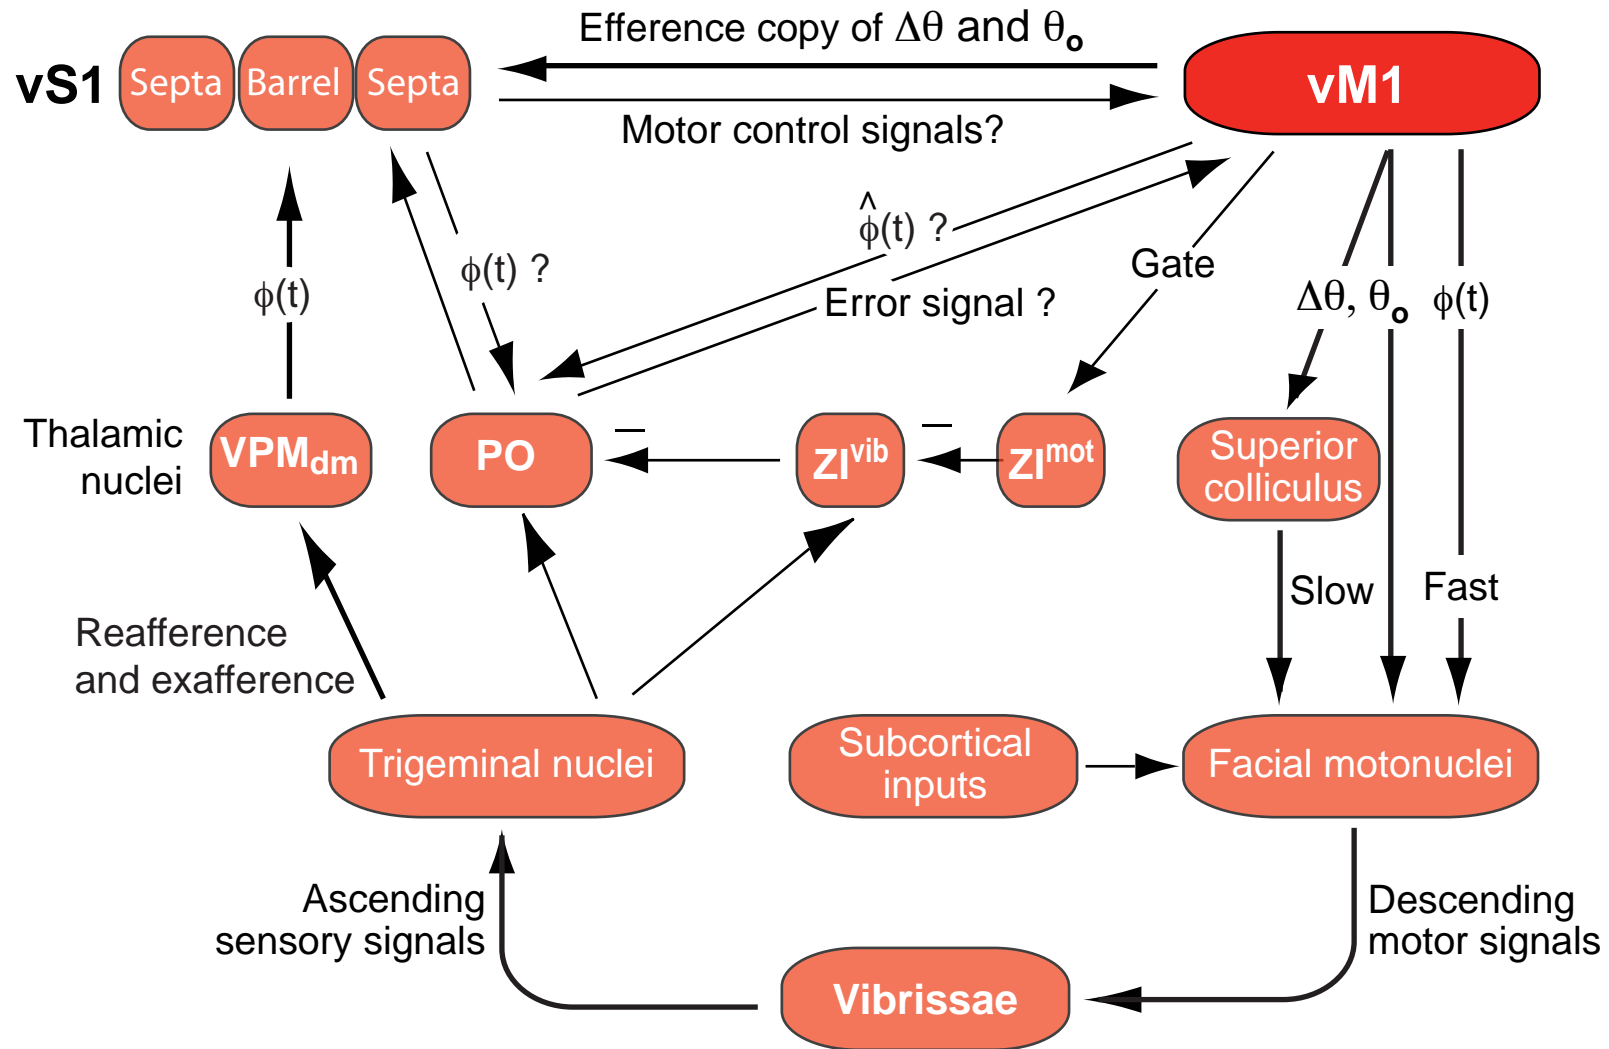 Efference copy of Δθ and θo
vS1
Septa
Barrel
Septa
vM1
Motor control signals?
ϕ̂(t) ?
ϕ(t) ?
Gate
ϕ(t)
Error signal ?
Δθ, θo
ϕ(t)
Thalamic
nuclei
VPMdm
PO
–
ZIvib
–
ZImot
Superior
colliculus
Slow
Fast
Reafference
and exafference
Trigeminal nuclei
Subcortical
inputs
Facial motonuclei
Ascending
sensory signals
Descending
motor signals
Vibrissae